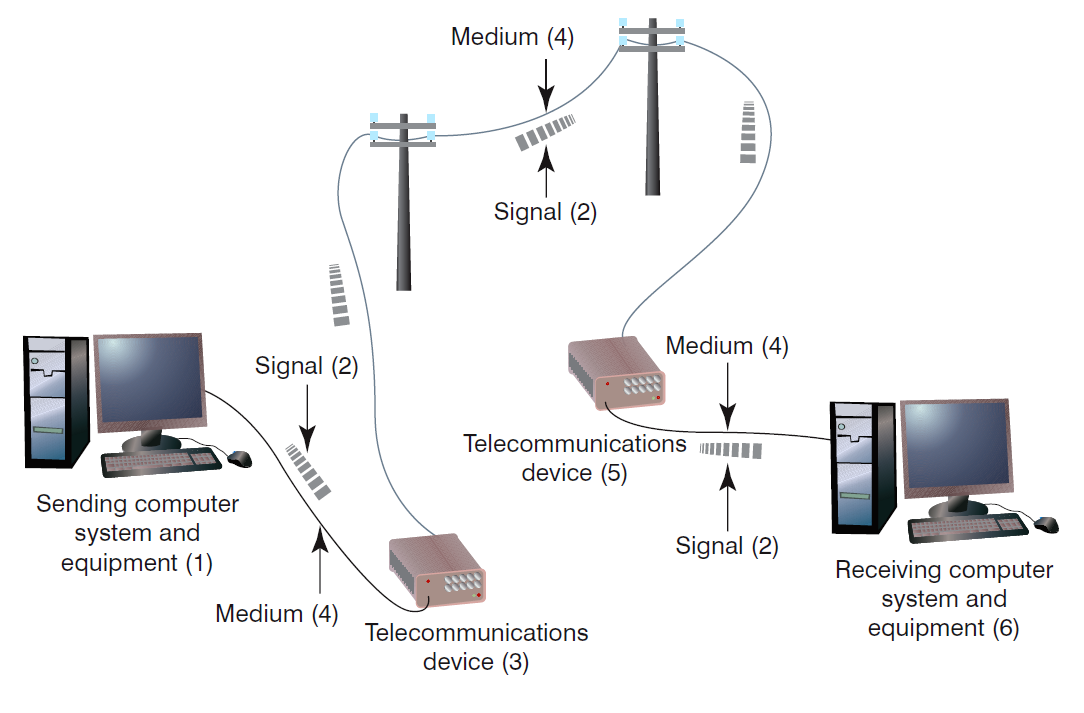 Medium (4)
Signal (2)
Signal (2)
Medium (4)
Telecommunications
device (5)
Sending computer
system and
equipment (1)
Signal (2)
Receiving computer
system and
equipment (6)
Medium (4)
Telecommunications
device (3)